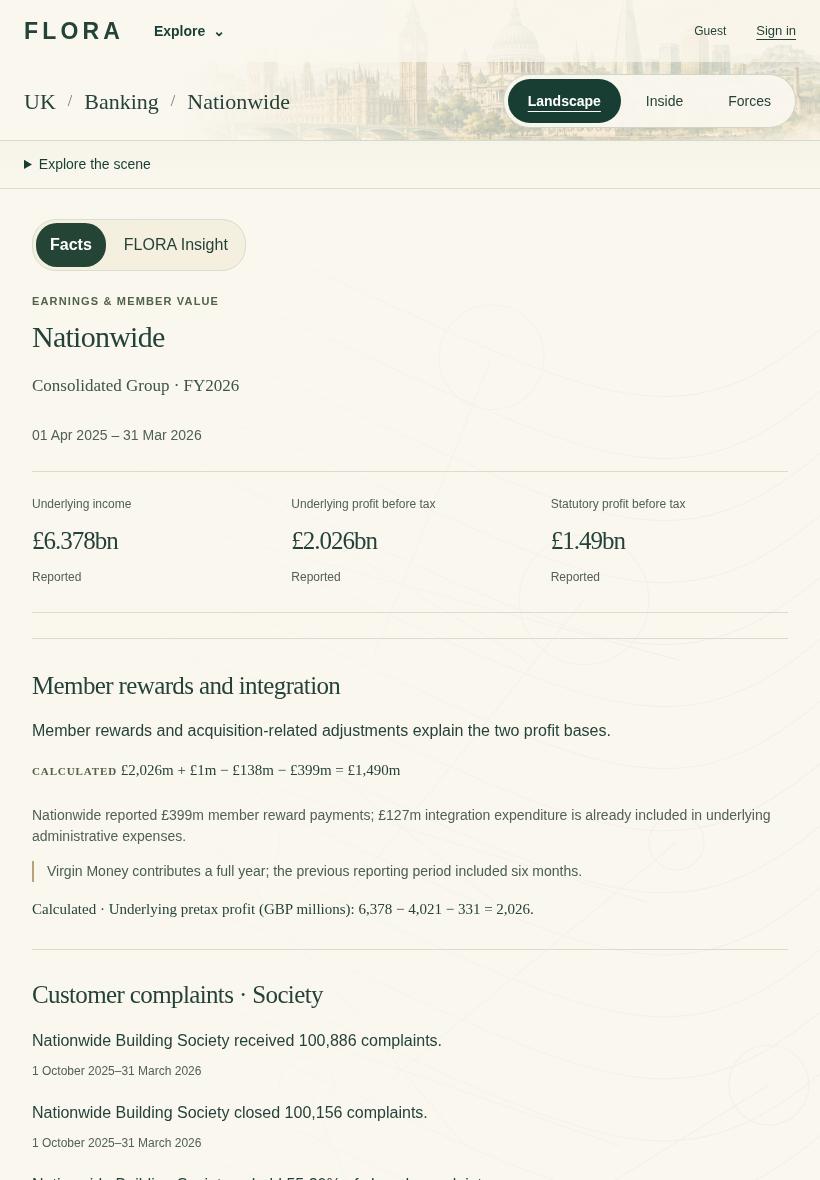 FLORA
Explore
Guest
Sign in
UK / Banking / Nationwide
Landscape
Inside
Forces
Explore the scene
Facts
FLORA Insight
EARNINGS & MEMBER VALUE
Nationwide
Consolidated Group · FY2026
01 Apr 2025 – 31 Mar 2026
Underlying income
£6.378bn
Reported
Underlying profit before tax
£2.026bn
Reported
Statutory profit before tax
£1.49bn
Reported
Member rewards and integration
Member rewards and acquisition-related adjustments explain the two profit bases.
CALCULATED £2,026m + £1m − £138m − £399m = £1,490m
Nationwide reported £399m member reward payments; £127m integration expenditure is already included in underlying
administrative expenses.
Virgin Money contributes a full year; the previous reporting period included six months.
Calculated · Underlying pretax profit (GBP millions): 6,378 − 4,021 − 331 = 2,026.
Customer complaints · Society
Nationwide Building Society received 100,886 complaints.
1 October 2025–31 March 2026
Nationwide Building Society closed 100,156 complaints.
1 October 2025–31 March 2026